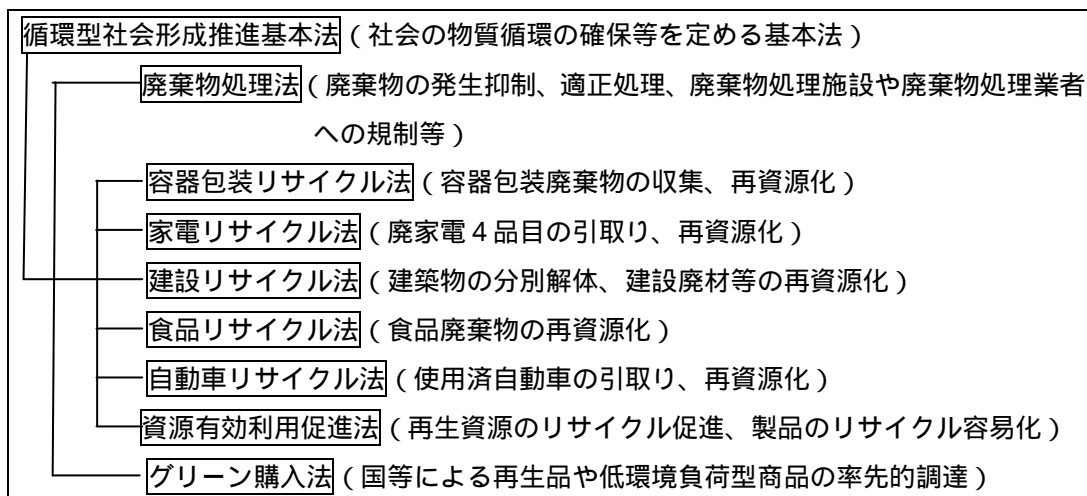 循環型社会形成推進基本法（社会の物質循環の確保等を定める基本法）
廃棄物処理法（廃棄物の発生抑制、適正処理、廃棄物処理施設や廃棄物処理業者
への規制等）
容器包装リサイクル法（容器包装廃棄物の収集、再資源化）
家電リサイクル法（廃家電４品目の引取り、再資源化）
建設リサイクル法（建築物の分別解体、建設廃材等の再資源化）
食品リサイクル法（食品廃棄物の再資源化）
自動車リサイクル法（使用済自動車の引取り、再資源化）
資源有効利用促進法（再生資源のリサイクル促進、製品のリサイクル容易化）
グリーン購入法（国等による再生品や低環境負荷型商品の率先的調達）